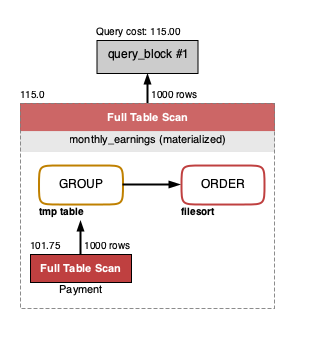 Query cost: 115.00
query_block #1
115.0
1000 rows
Full Table Scan
monthly_earnings (materialized)
GROUP
ORDER
tmp table
filesort
101.75
1000 rows
Full Table Scan
Payment